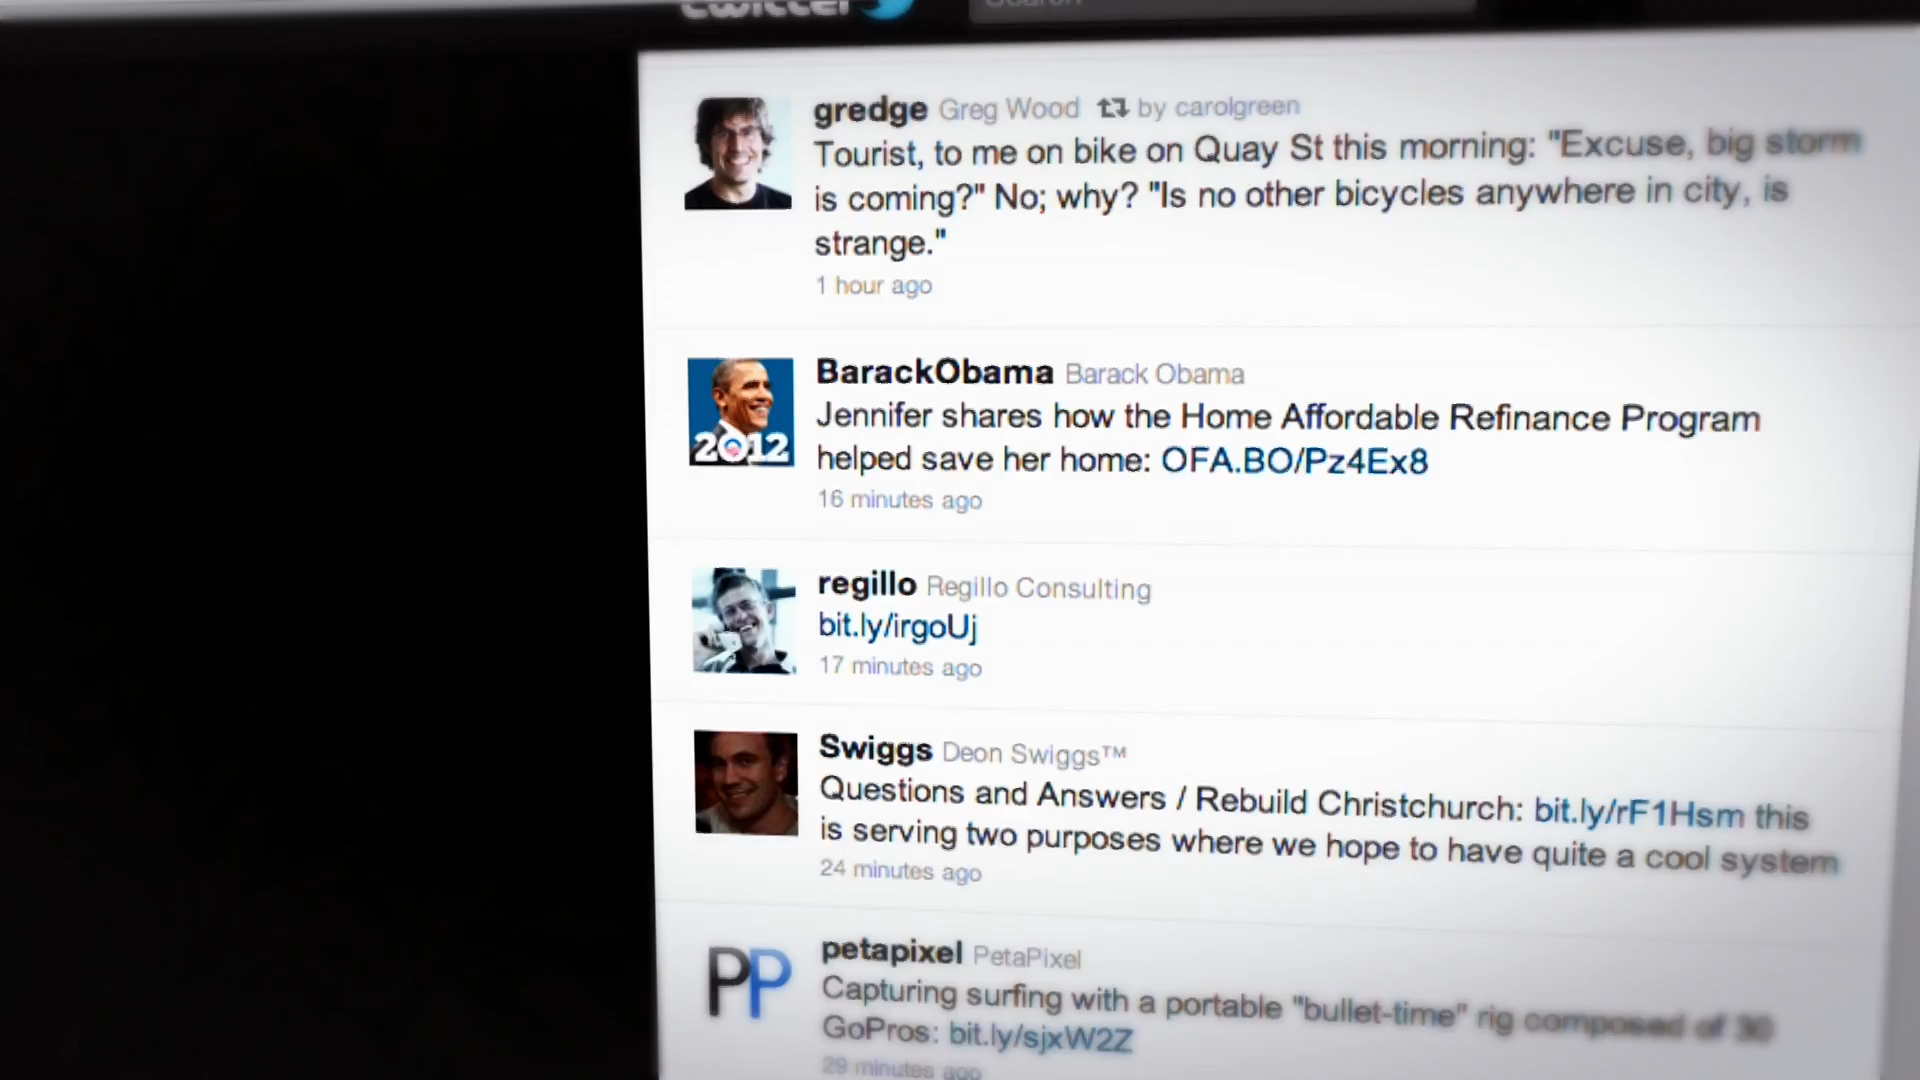 twitter
Search
gredge Greg Wood by carolgreen
Tourist, to me on bike on Quay St this morning: "Excuse, big storm
is coming?" No; why? "Is no other bicycles anywhere in city, is
strange."
1 hour ago
BarackObama Barack Obama
2012
Jennifer shares how the Home Affordable Refinance Program
helped save her home: OFA.BO/Pz4Ex8
16 minutes ago
regillo Regillo Consulting
bit.ly/irgoUj
17 minutes ago
Swiggs Deon Swiggs™
Questions and Answers / Rebuild Christchurch: bit.ly/rF1Hsm this
is serving two purposes where we hope to have quite a cool system
24 minutes ago
PP
petapixel PetaPixel
Capturing surfing with a portable "bullet-time" rig composed of 30
GoPros: bit.ly/sjxW2Z
29 minutes ago